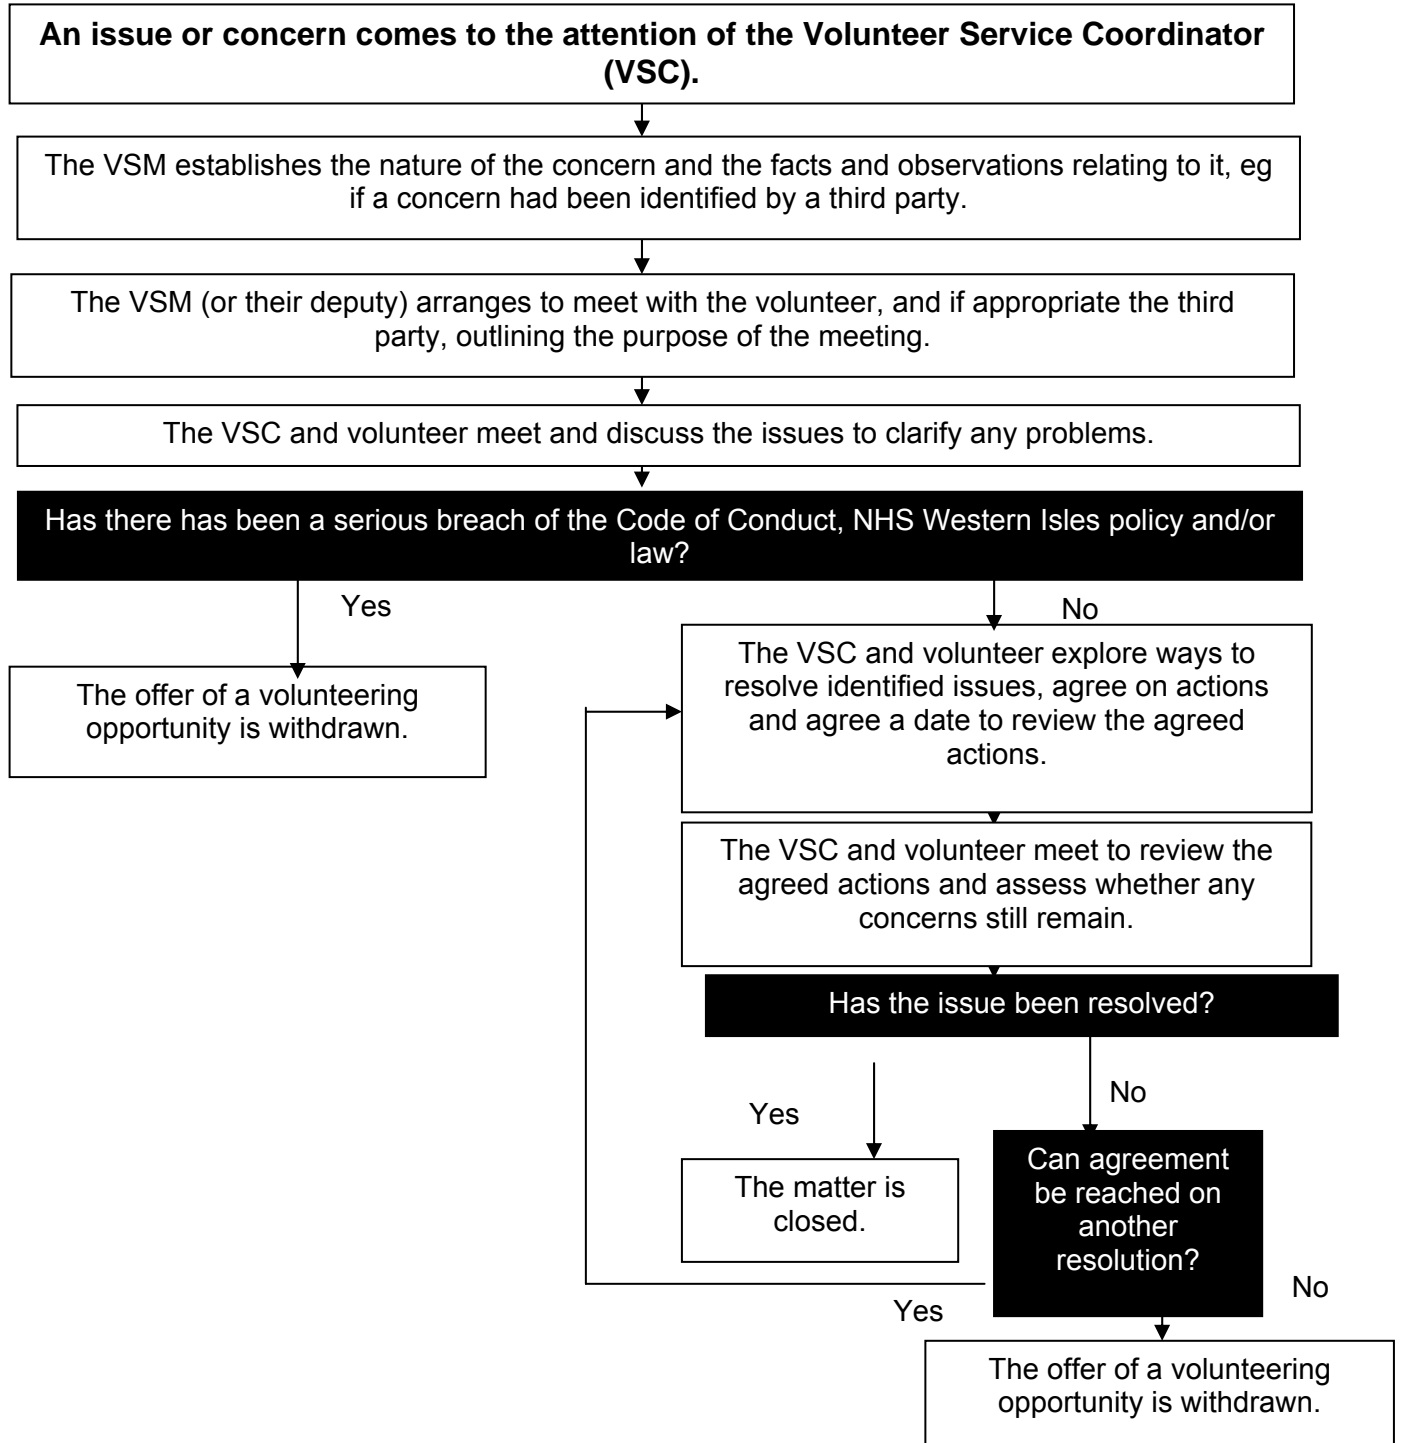 An issue or concern comes to the attention of the Volunteer Service Coordinator
(VSC).
The VSM establishes the nature of the concern and the facts and observations relating to it, eg
if a concern had been identified by a third party.
The VSM (or their deputy) arranges to meet with the volunteer, and if appropriate the third
party, outlining the purpose of the meeting.
The VSC and volunteer meet and discuss the issues to clarify any problems.
Has there has been a serious breach of the Code of Conduct, NHS Western Isles policy and/or
law?
Yes
No
The offer of a volunteering
opportunity is withdrawn.
The VSC and volunteer explore ways to
resolve identified issues, agree on actions
and agree a date to review the agreed
actions.
The VSC and volunteer meet to review the
agreed actions and assess whether any
concerns still remain.
Has the issue been resolved?
Yes
No
The matter is
closed.
Can agreement
be reached on
another
resolution?
Yes
No
The offer of a volunteering
opportunity is withdrawn.